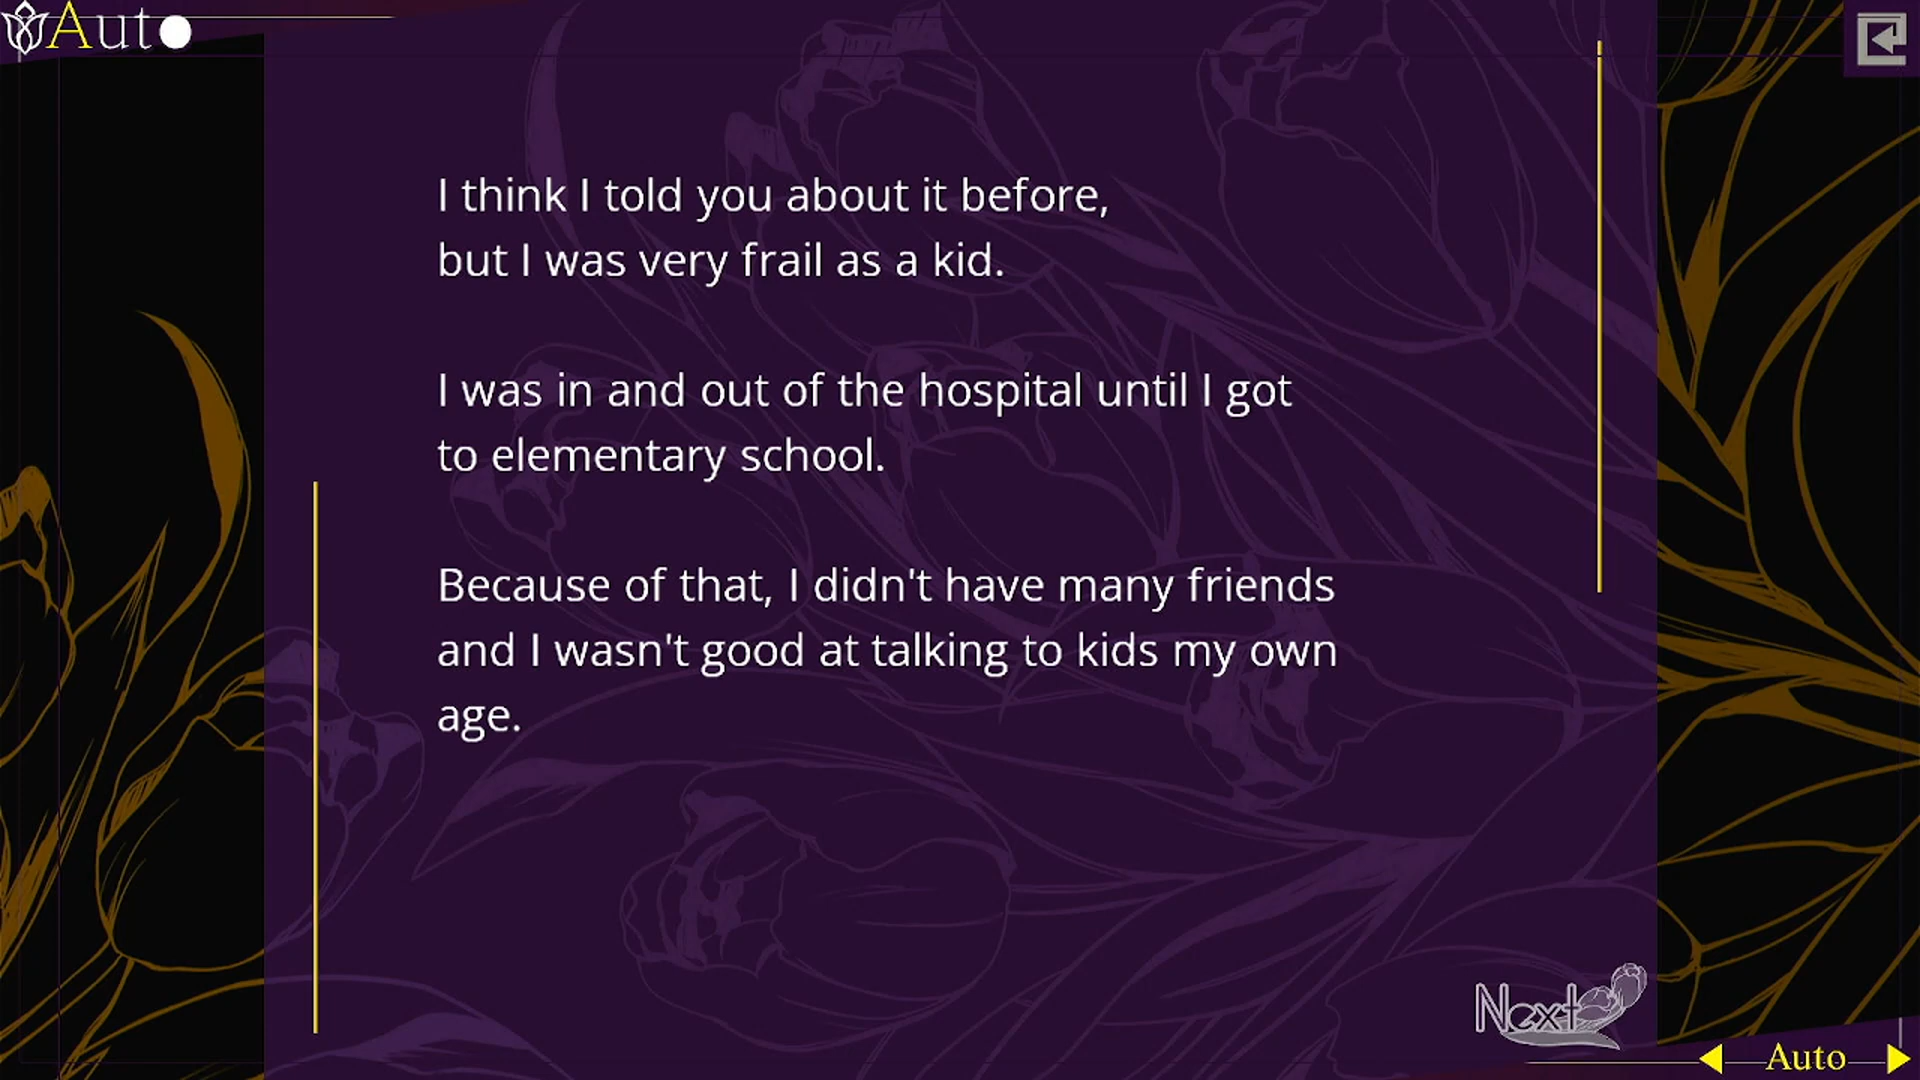 Auto
I think I told you about it before,
but I was very frail as a kid.
I was in and out of the hospital until I got
to elementary school.
Because of that, I didn't have many friends
and I wasn't good at talking to kids my own
age.
Next
Auto